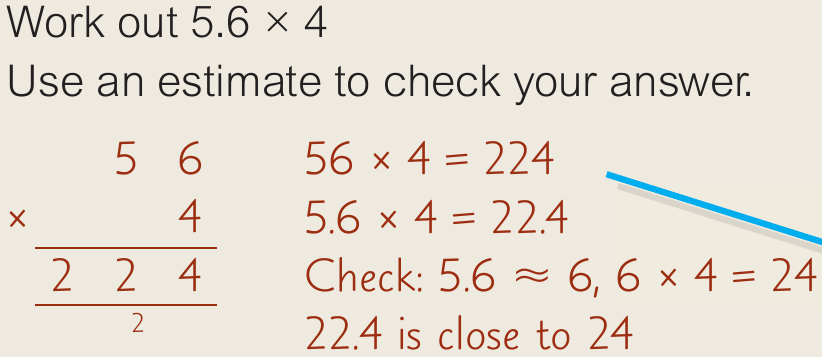 Work out 5.6 × 4
Use an estimate to check your answer.
5 6
× 4
2 2 4
2
56 × 4 = 224
5.6 × 4 = 22.4
Check: 5.6 ≈ 6, 6 × 4 = 24
22.4 is close to 24